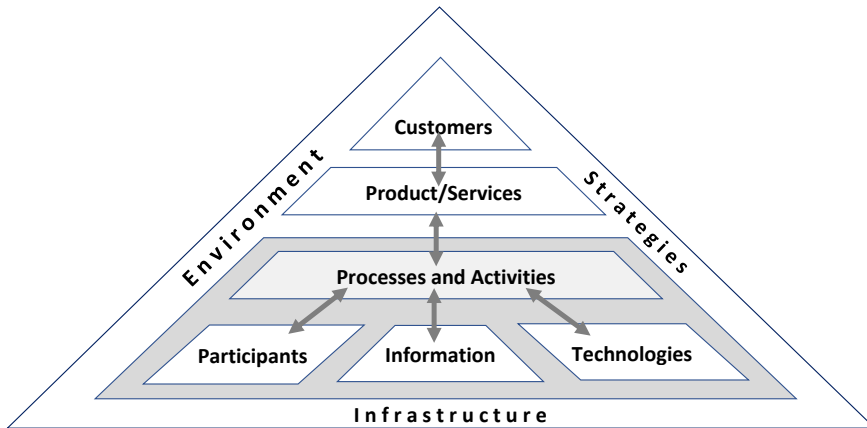 Customers
Environment
Strategies
Product/Services
Processes and Activities
Participants
Information
Technologies
Infrastructure